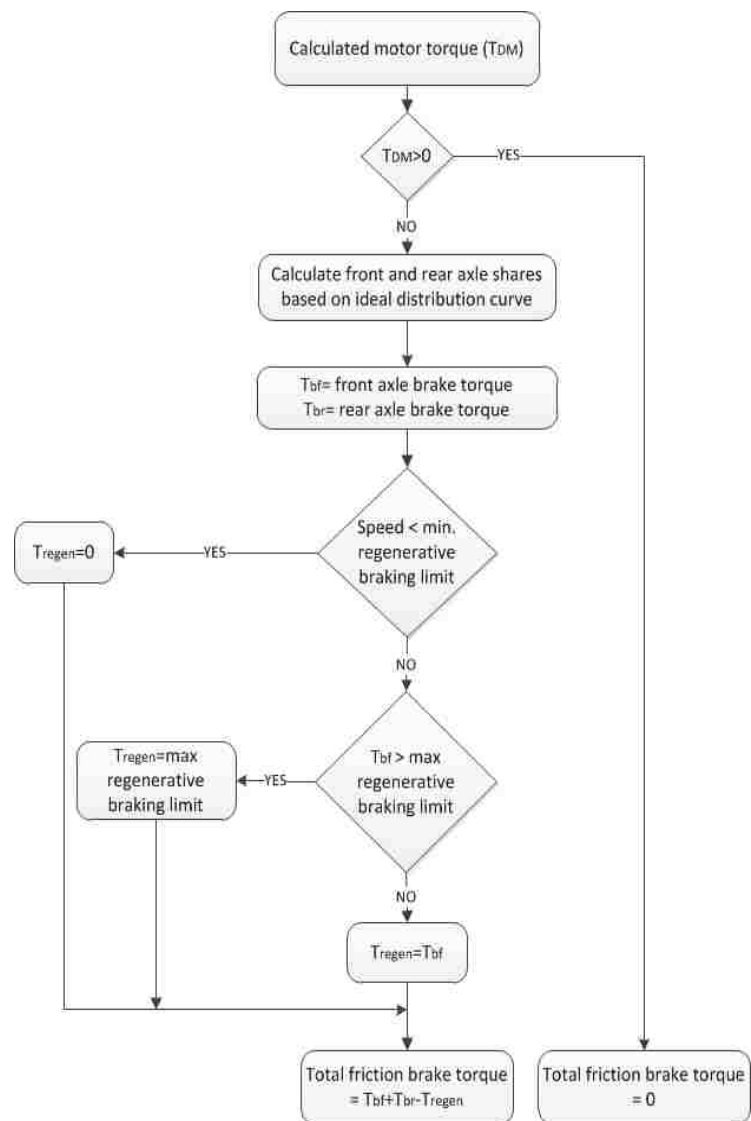 Calculated motor torque (TDM)
TDM>0
YES
NO
Calculate front and rear axle shares
based on ideal distribution curve
Tbf= front axle brake torque
Tbr= rear axle brake torque
Speed < min.
regenerative
braking limit
YES
Tregen=0
NO
Tbf > max
regenerative
braking limit
YES
Tregen=max
regenerative
braking limit
NO
Tregen=Tbf
Total friction brake torque
= Tbf+Tbr-Tregen
Total friction brake torque
= 0